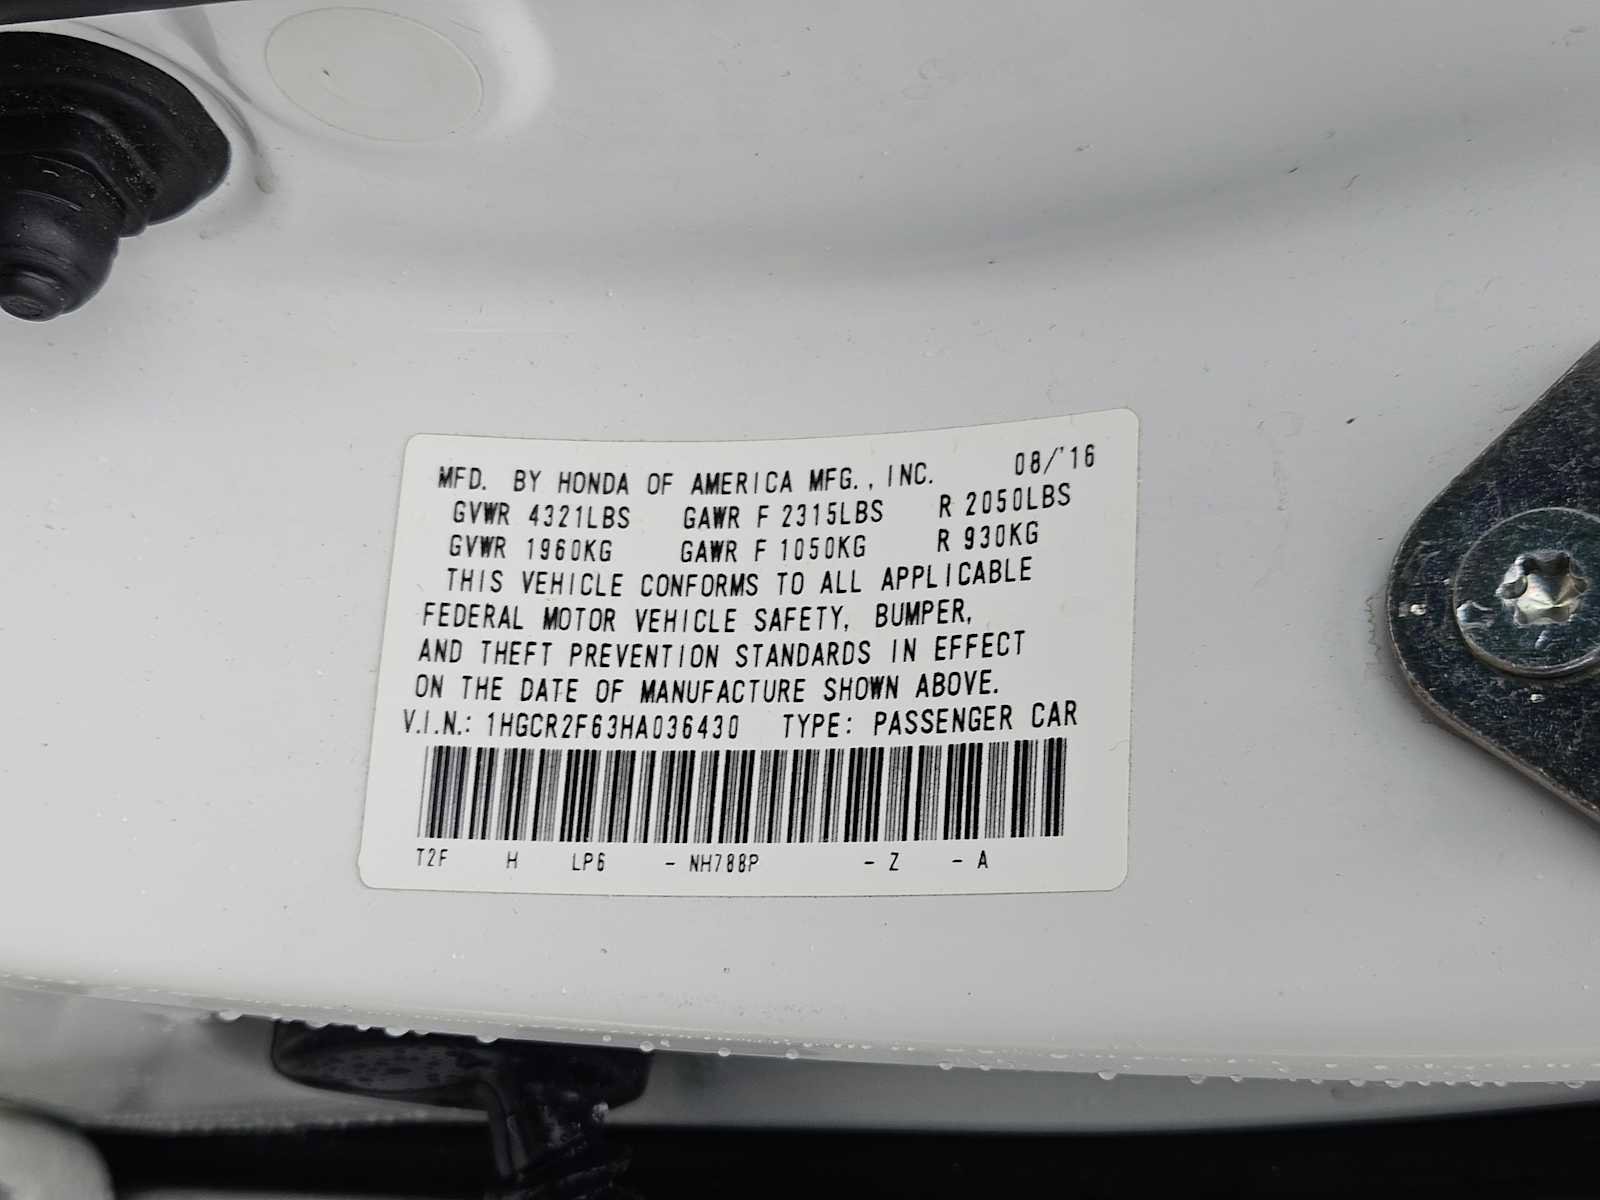 MFD. BY HONDA OF AMERICA MFG., INC. 08/'16
GVWR 4321LBS GAWR F 2315LBS R 2050LBS
GVWR 1960KG GAWR F 1050KG R 930KG
THIS VEHICLE CONFORMS TO ALL APPLICABLE
FEDERAL MOTOR VEHICLE SAFETY, BUMPER,
AND THEFT PREVENTION STANDARDS IN EFFECT
ON THE DATE OF MANUFACTURE SHOWN ABOVE.
V.I.N.: 1HGCR2F63HA036430 TYPE: PASSENGER CAR
T2F H LP6 - NH788P - Z - A